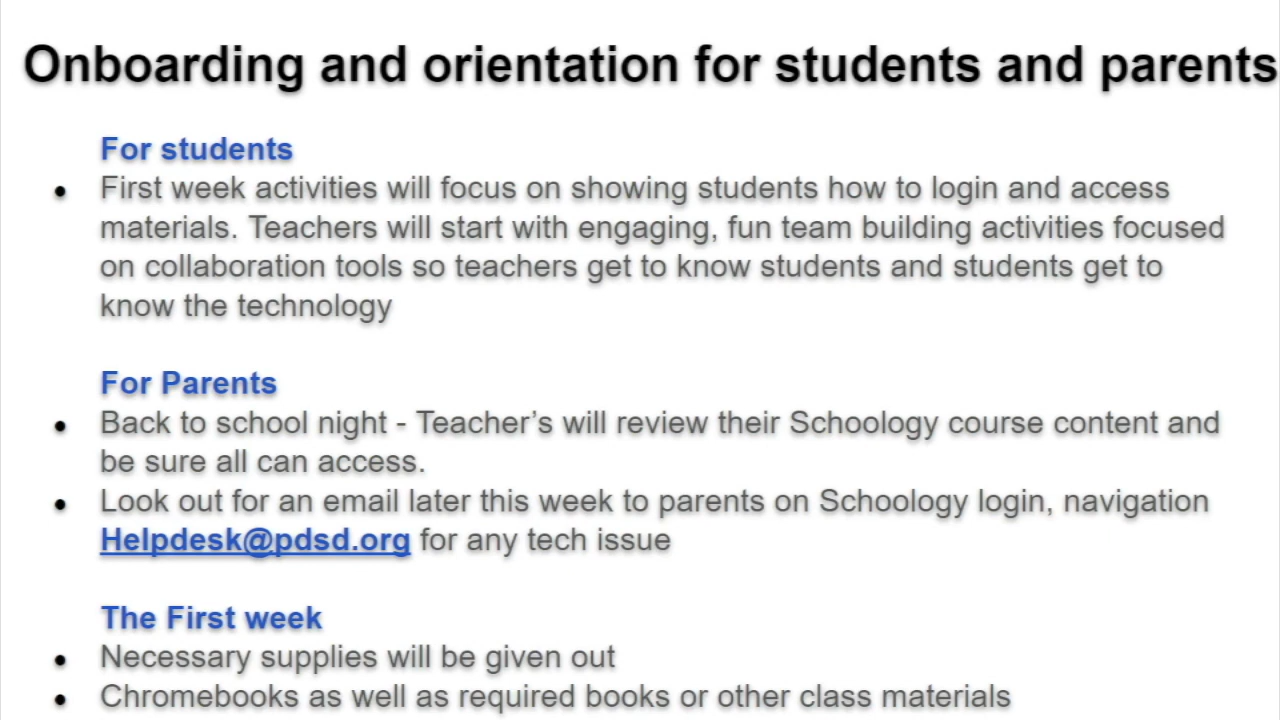 Onboarding and orientation for students and parents
For students
• First week activities will focus on showing students how to login and access
materials. Teachers will start with engaging, fun team building activities focused
on collaboration tools so teachers get to know students and students get to
know the technology
For Parents
• Back to school night - Teacher’s will review their Schoology course content and
be sure all can access.
• Look out for an email later this week to parents on Schoology login, navigation
Helpdesk@pdsd.org for any tech issue
The First week
• Necessary supplies will be given out
• Chromebooks as well as required books or other class materials